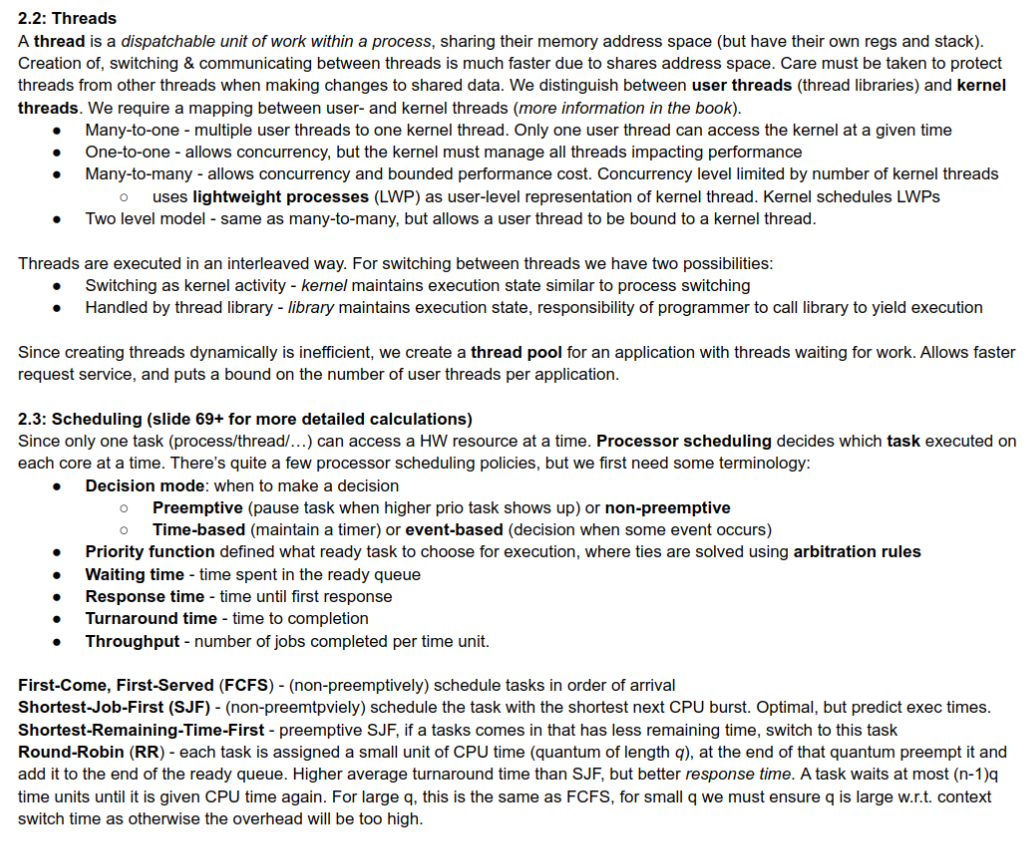 2.2: Threads
A thread is a dispatchable unit of work within a process, sharing their memory address space (but have their own regs and stack).
Creation of, switching & communicating between threads is much faster due to shares address space. Care must be taken to protect
threads from other threads when making changes to shared data. We distinguish between user threads (thread libraries) and kernel
threads. We require a mapping between user- and kernel threads (more information in the book).
● Many-to-one - multiple user threads to one kernel thread. Only one user thread can access the kernel at a given time
● One-to-one - allows concurrency, but the kernel must manage all threads impacting performance
● Many-to-many - allows concurrency and bounded performance cost. Concurrency level limited by number of kernel threads
○ uses lightweight processes (LWP) as user-level representation of kernel thread. Kernel schedules LWPs
● Two level model - same as many-to-many, but allows a user thread to be bound to a kernel thread.
Threads are executed in an interleaved way. For switching between threads we have two possibilities:
● Switching as kernel activity - kernel maintains execution state similar to process switching
● Handled by thread library - library maintains execution state, responsibility of programmer to call library to yield execution
Since creating threads dynamically is inefficient, we create a thread pool for an application with threads waiting for work. Allows faster
request service, and puts a bound on the number of user threads per application.
2.3: Scheduling (slide 69+ for more detailed calculations)
Since only one task (process/thread/…) can access a HW resource at a time. Processor scheduling decides which task executed on
each core at a time. There's quite a few processor scheduling policies, but we first need some terminology:
● Decision mode: when to make a decision
○ Preemptive (pause task when higher prio task shows up) or non-preemptive
○ Time-based (maintain a timer) or event-based (decision when some event occurs)
● Priority function defined what ready task to choose for execution, where ties are solved using arbitration rules
● Waiting time - time spent in the ready queue
● Response time - time until first response
● Turnaround time - time to completion
● Throughput - number of jobs completed per time unit.
First-Come, First-Served (FCFS) - (non-preemptively) schedule tasks in order of arrival
Shortest-Job-First (SJF) - (non-preemtpviely) schedule the task with the shortest next CPU burst. Optimal, but predict exec times.
Shortest-Remaining-Time-First - preemptive SJF, if a tasks comes in that has less remaining time, switch to this task
Round-Robin (RR) - each task is assigned a small unit of CPU time (quantum of length q), at the end of that quantum preempt it and
add it to the end of the ready queue. Higher average turnaround time than SJF, but better response time. A task waits at most (n-1)q
time units until it is given CPU time again. For large q, this is the same as FCFS, for small q we must ensure q is large w.r.t. context
switch time as otherwise the overhead will be too high.